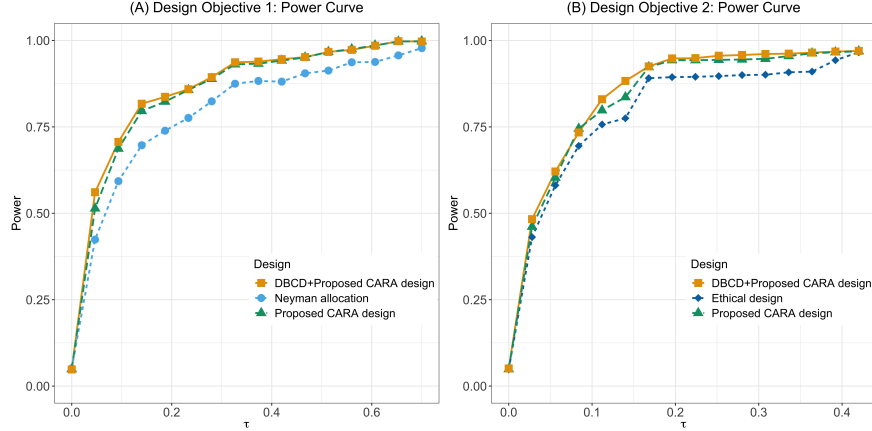 (A) Design Objective 1: Power Curve
1.00
0.75
0.50
0.25
0.00
Power
0.0
0.2
0.4
0.6
τ
Design
DBCD+Proposed CARA design
Neyman allocation
Proposed CARA design
(B) Design Objective 2: Power Curve
1.00
0.75
0.50
0.25
0.00
Power
0.0
0.1
0.2
0.3
0.4
τ
Design
DBCD+Proposed CARA design
Ethical design
Proposed CARA design